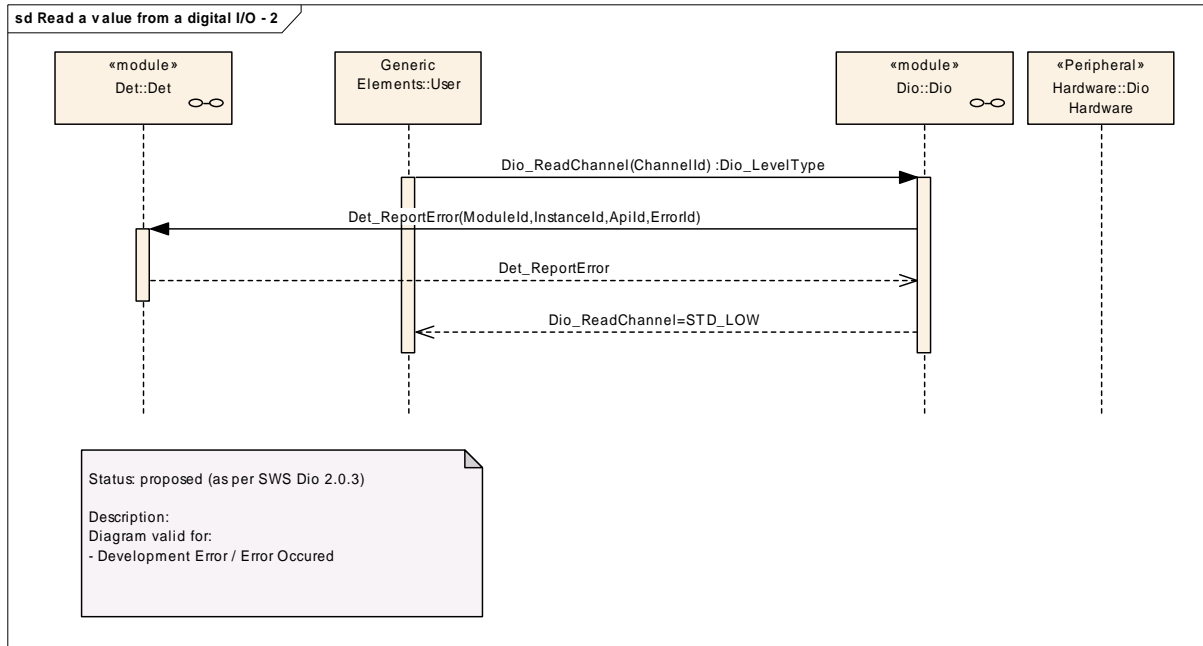 sd Read a value from a digital I/O - 2
«module»
Det::Det
Generic
Elements::User
«module»
Dio::Dio
«Peripheral»
Hardware::Dio
Hardware
Dio_ReadChannel(ChannelId) :Dio_LevelType
Det_ReportError(ModuleId,InstanceId,ApiId,ErrorId)
Det_ReportError
Dio_ReadChannel=STD_LOW
Status: proposed (as per SWS Dio 2.0.3)
Description:
Diagram valid for:
- Development Error / Error Occured